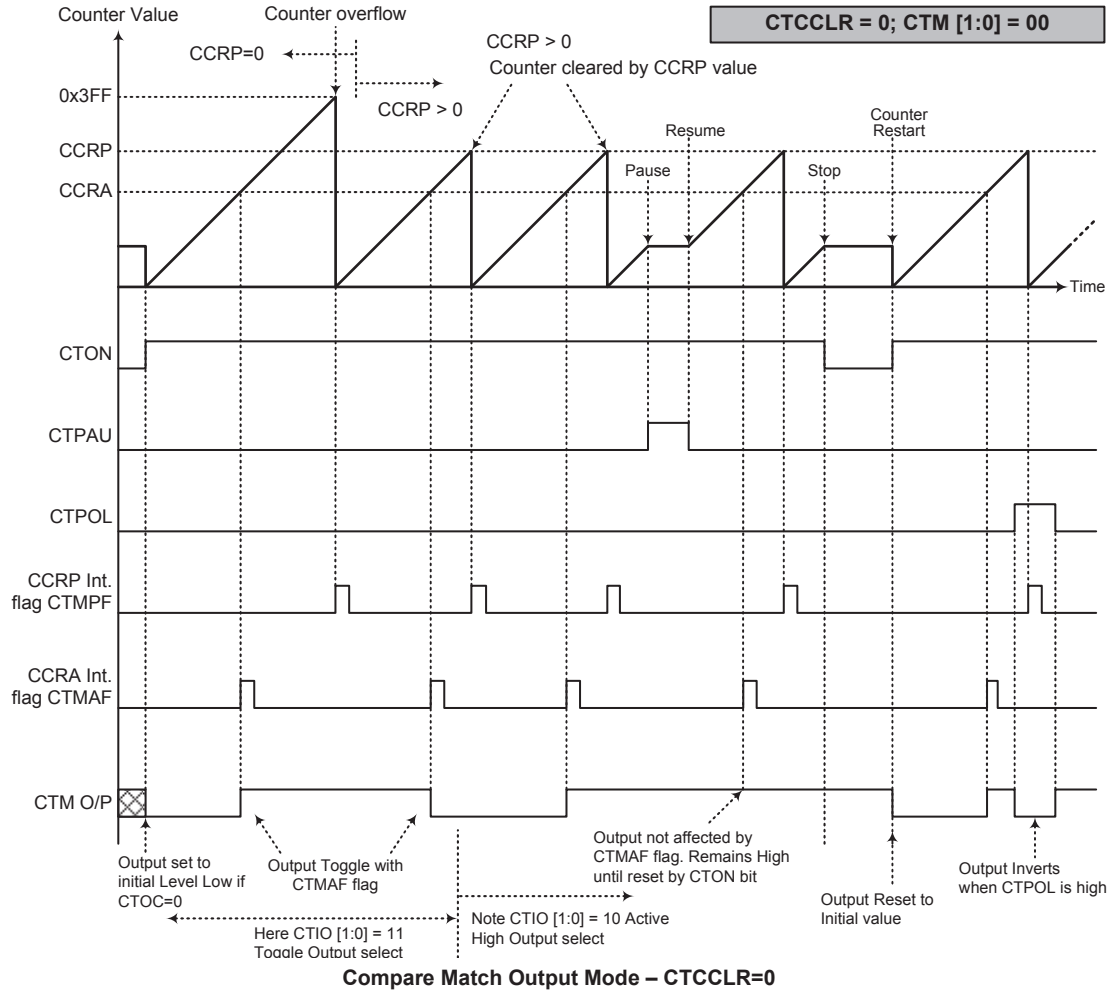 Counter Value
Counter overflow
CTCCLR = 0; CTM [1:0] = 00
CCRP=0
CCRP > 0
CCRP > 0
Counter cleared by CCRP value
0x3FF
CCRP
CCRA
Pause
Resume
Stop
Counter
Restart
Time
CTON
CTPAU
CTPOL
CCRP Int.
flag CTMPF
CCRA Int.
flag CTMAF
CTM O/P
Output set to
initial Level Low if
CTOC=0
Output Toggle with
CTMAF flag
Output not affected by
CTMAF flag. Remains High
until reset by CTON bit
Output Reset to
Initial value
Output Inverts
when CTPOL is high
Here CTIO [1:0] = 11
Toggle Output select
Note CTIO [1:0] = 10 Active
High Output select
Compare Match Output Mode – CTCCLR=0